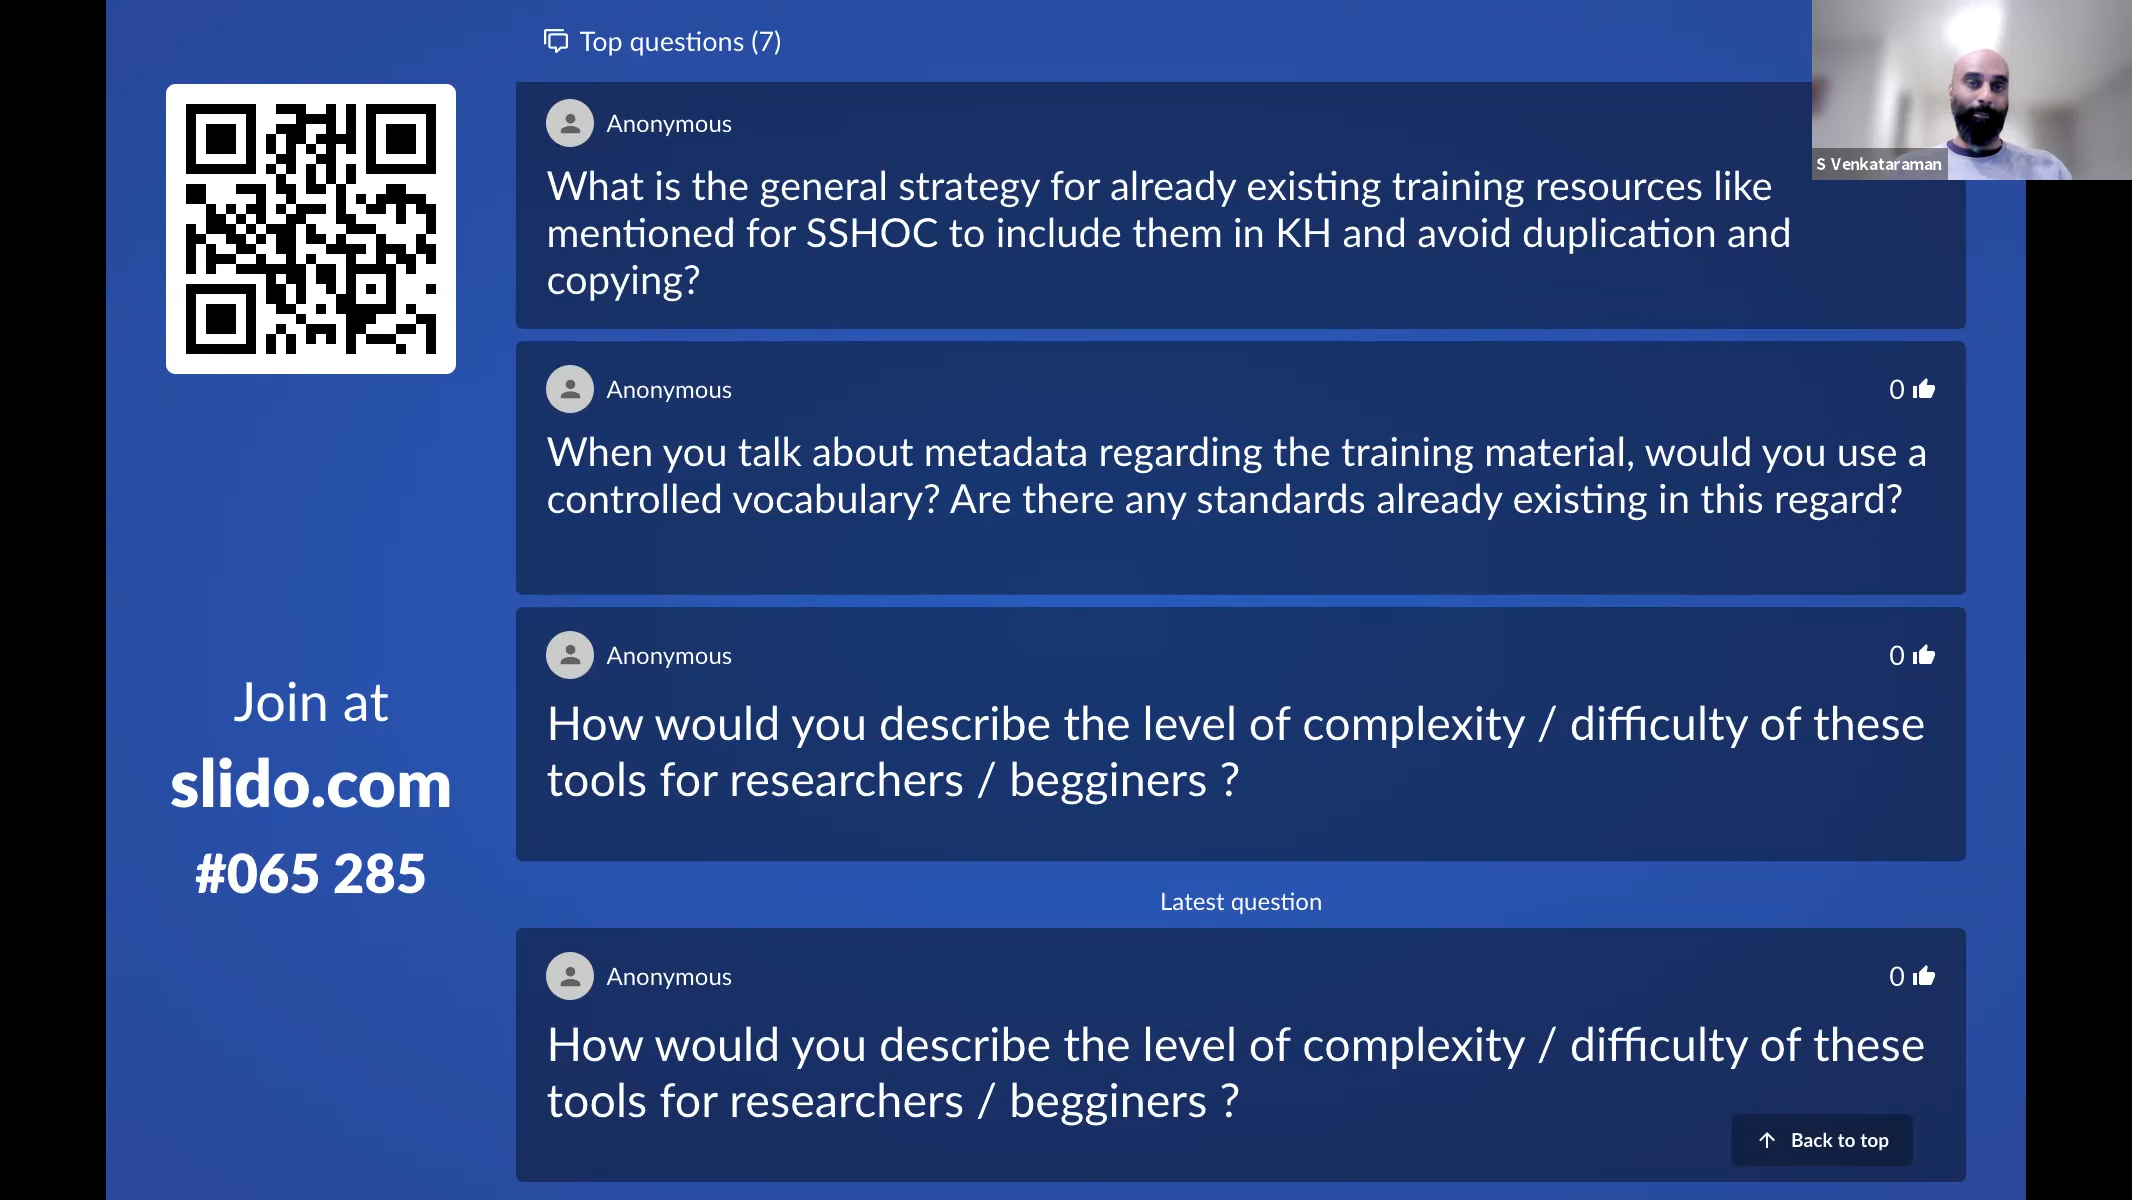 Top questions (7)
Anonymous
What is the general strategy for already existing training resources like
mentioned for SSHOC to include them in KH and avoid duplication and
copying?
S Venkataraman
Anonymous
0
When you talk about metadata regarding the training material, would you use a
controlled vocabulary? Are there any standards already existing in this regard?
Anonymous
0
How would you describe the level of complexity / difficulty of these
tools for researchers / begginers ?
Join at
slido.com
#065 285
Latest question
Anonymous
0
How would you describe the level of complexity / difficulty of these
tools for researchers / begginers ?
Back to top